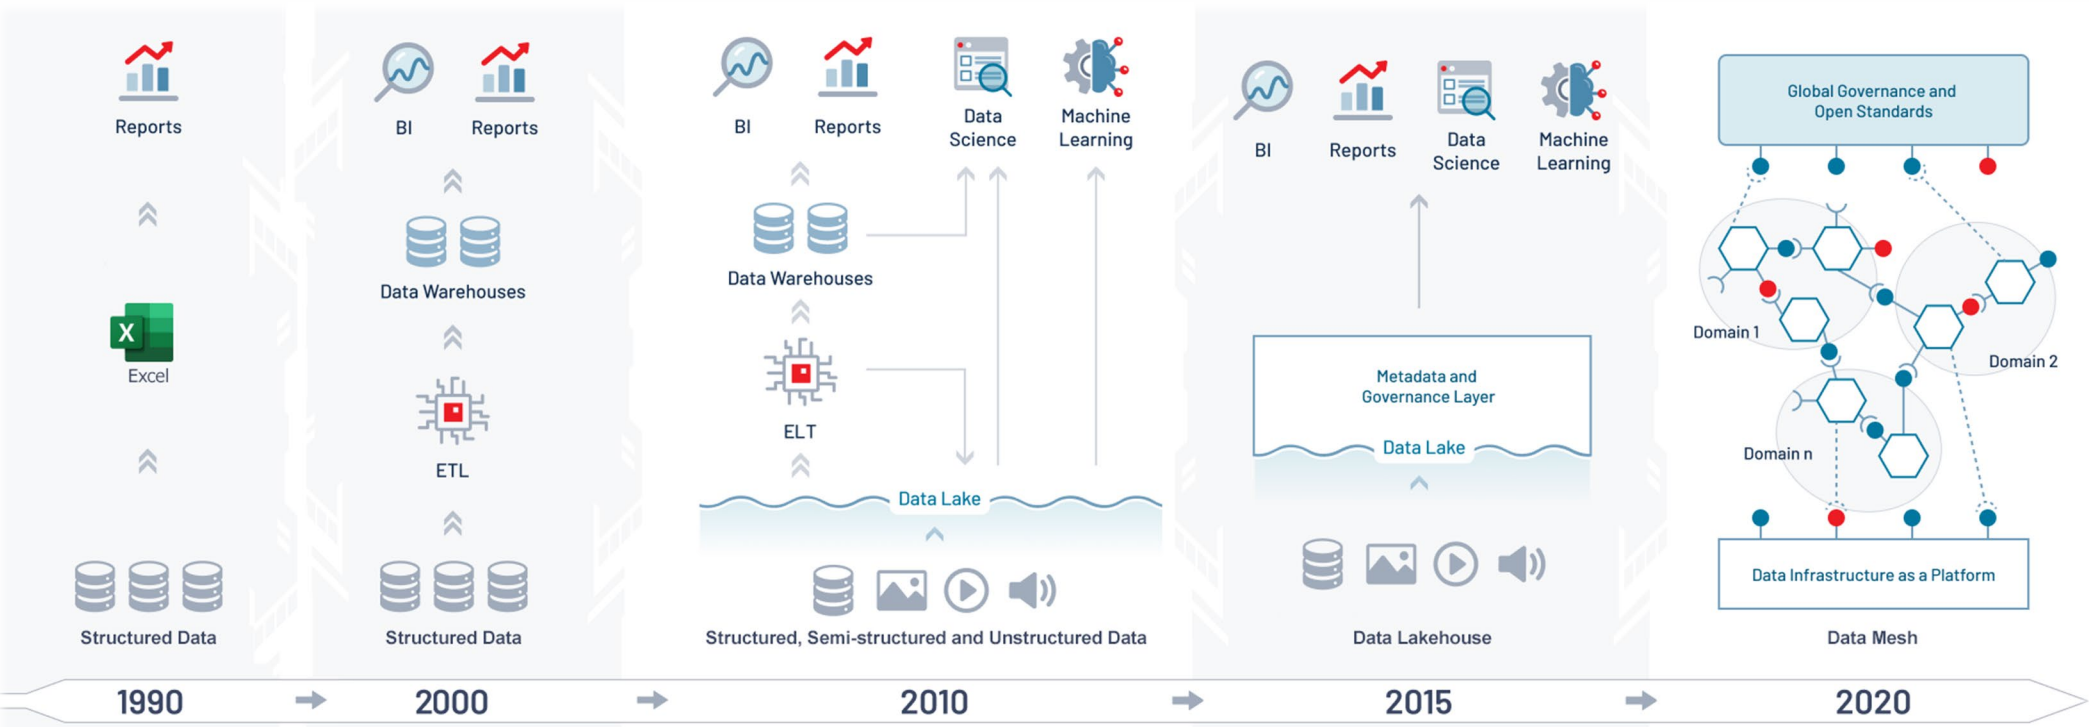 Reports
X
Excel
Structured Data
1990
BI
Reports
Data Warehouses
ETL
Structured Data
2000
BI
Reports
Data
Science
Machine
Learning
Data Warehouses
ELT
Data Lake
Structured, Semi-structured and Unstructured Data
2010
BI
Reports
Data
Science
Machine
Learning
Metadata and
Governance Layer
Data Lake
Data Lakehouse
2015
Global Governance and
Open Standards
Domain 1
Domain 2
Domain n
Data Infrastructure as a Platform
Data Mesh
2020